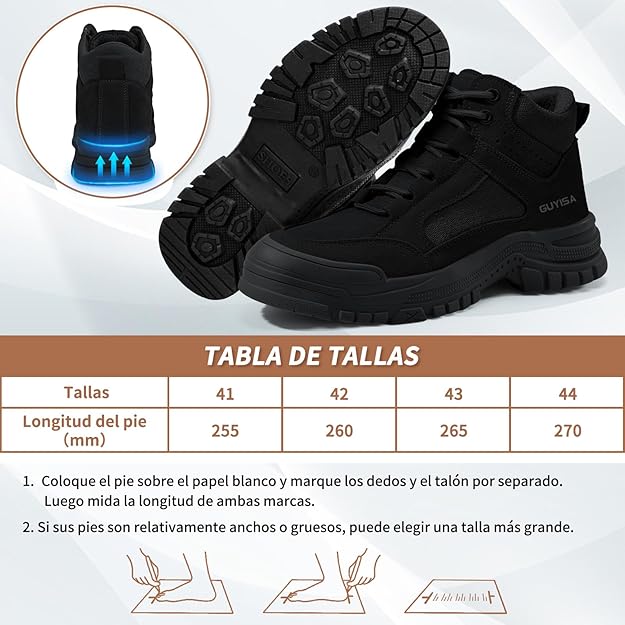 SHOES
®
GUYISA
TABLA DE TALLAS
Tallas 41 42 43 44
Longitud del pie (mm) 255 260 265 270
1. Coloque el pie sobre el papel blanco y marque los dedos y el talón por separado.
Luego mida la longitud de ambas marcas.
2. Si sus pies son relativamente anchos o gruesos, puede elegir una talla más grande.